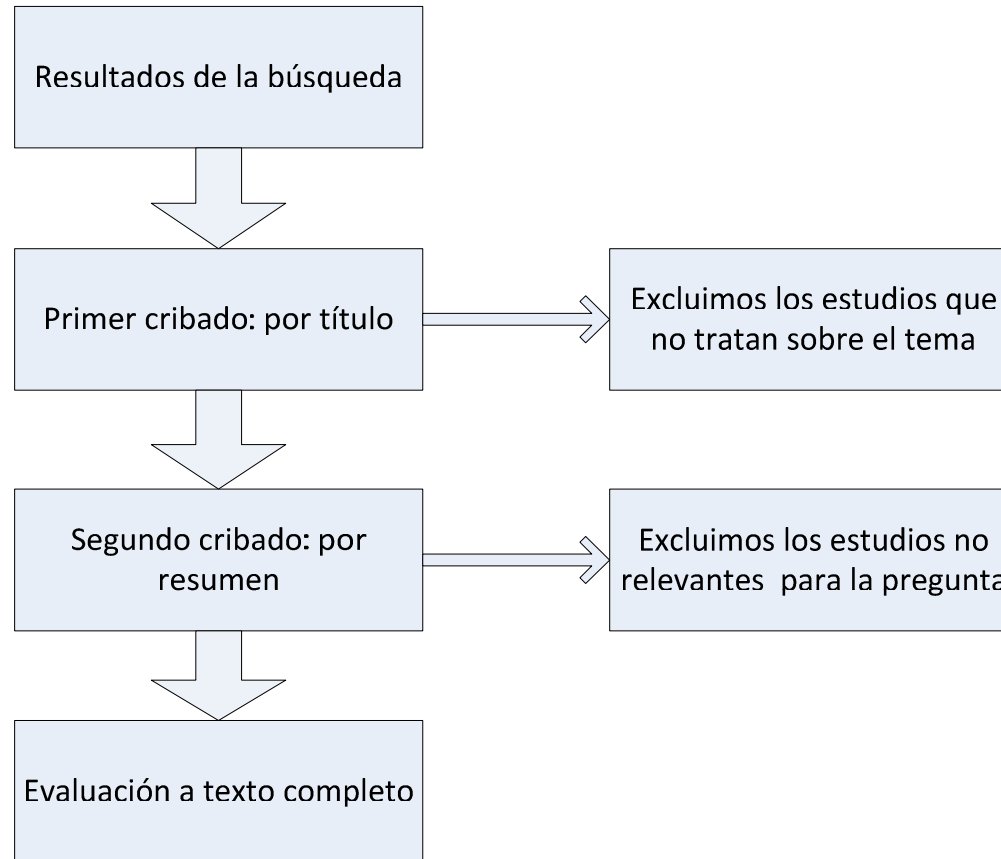 Resultados de la búsqueda
Primer cribado: por título
Excluimos los estudios que
no tratan sobre el tema
Segundo cribado: por
resumen
Excluimos los estudios no
relevantes para la pregunta
Evaluación a texto completo